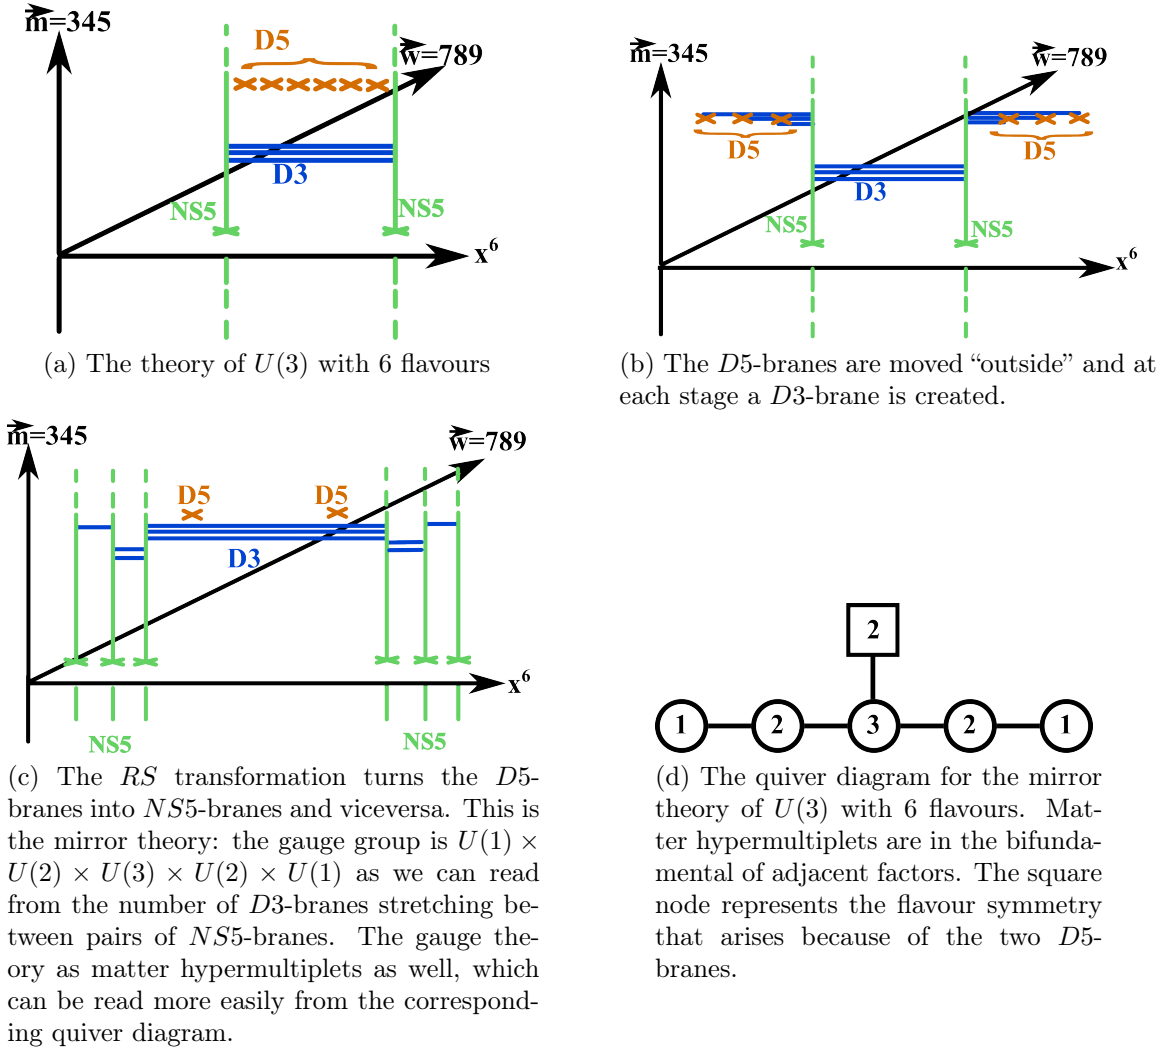 m⃗=345
D5
w⃗=789
D3
NS5
NS5
x⁶
(a) The theory of U(3) with 6 flavours
m⃗=345
w⃗=789
D5
D5
D3
NS5
NS5
x⁶
(b) The D5-branes are moved “outside” and at
each stage a D3-brane is created.
m⃗=345
w⃗=789
D5
D5
D3
x⁶
NS5
NS5
(c) The RS transformation turns the D5-
branes into NS5-branes and viceversa. This is
the mirror theory: the gauge group is U(1) ×
U(2) × U(3) × U(2) × U(1) as we can read
from the number of D3-branes stretching be-
tween pairs of NS5-branes. The gauge the-
ory as matter hypermultiplets as well, which
can be read more easily from the correspond-
ing quiver diagram.
2
1 2 3 2 1
(d) The quiver diagram for the mirror
theory of U(3) with 6 flavours. Mat-
ter hypermultiplets are in the bifunda-
mental of adjacent factors. The square
node represents the flavour symmetry
that arises because of the two D5-
branes.